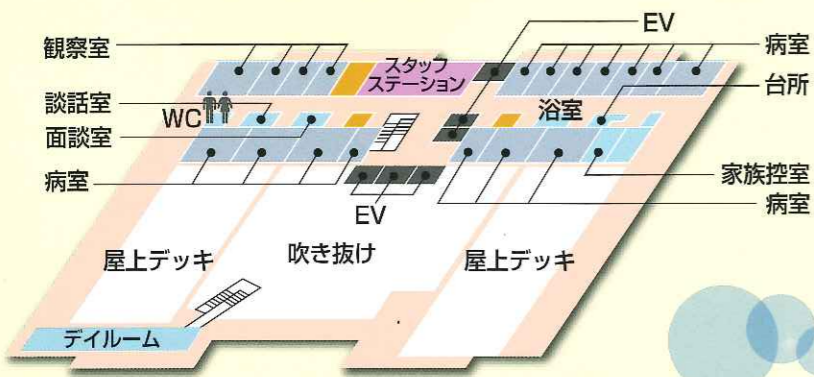 EV
観察室
病室
スタッフ
ステーション
台所
談話室
WC
浴室
面談室
病室
家族控室
EV
病室
屋上デッキ
吹き抜け
屋上デッキ
デイルーム